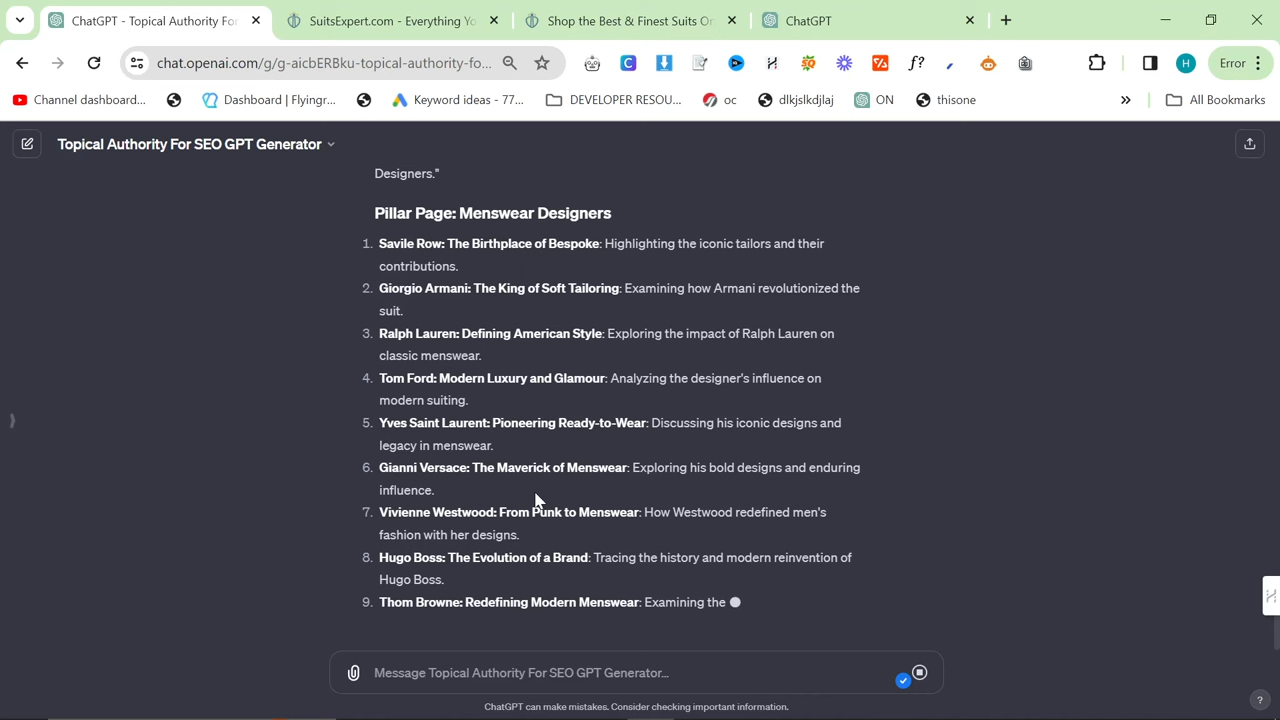 ChatGPT - Topical Authority For
SuitsExpert.com - Everything Yo
Shop the Best & Finest Suits On
ChatGPT
chat.openai.com/g/g-aicbERBku-topical-authority-fo...
H
Error
Channel dashboard...
Dashboard | Flyingr...
Keyword ideas - 77...
DEVELOPER RESOU...
oc
dlkjslkdjlaj
ON
thisone
»
All Bookmarks
Topical Authority For SEO GPT Generator
Designers."
Pillar Page: Menswear Designers
1. Savile Row: The Birthplace of Bespoke: Highlighting the iconic tailors and their
contributions.
2. Giorgio Armani: The King of Soft Tailoring: Examining how Armani revolutionized the
suit.
3. Ralph Lauren: Defining American Style: Exploring the impact of Ralph Lauren on
classic menswear.
4. Tom Ford: Modern Luxury and Glamour: Analyzing the designer's influence on
modern suiting.
5. Yves Saint Laurent: Pioneering Ready-to-Wear: Discussing his iconic designs and
legacy in menswear.
6. Gianni Versace: The Maverick of Menswear: Exploring his bold designs and enduring
influence.
7. Vivienne Westwood: From Punk to Menswear: How Westwood redefined men's
fashion with her designs.
8. Hugo Boss: The Evolution of a Brand: Tracing the history and modern reinvention of
Hugo Boss.
9. Thom Browne: Redefining Modern Menswear: Examining the
Message Topical Authority For SEO GPT Generator...
ChatGPT can make mistakes. Consider checking important information.
?